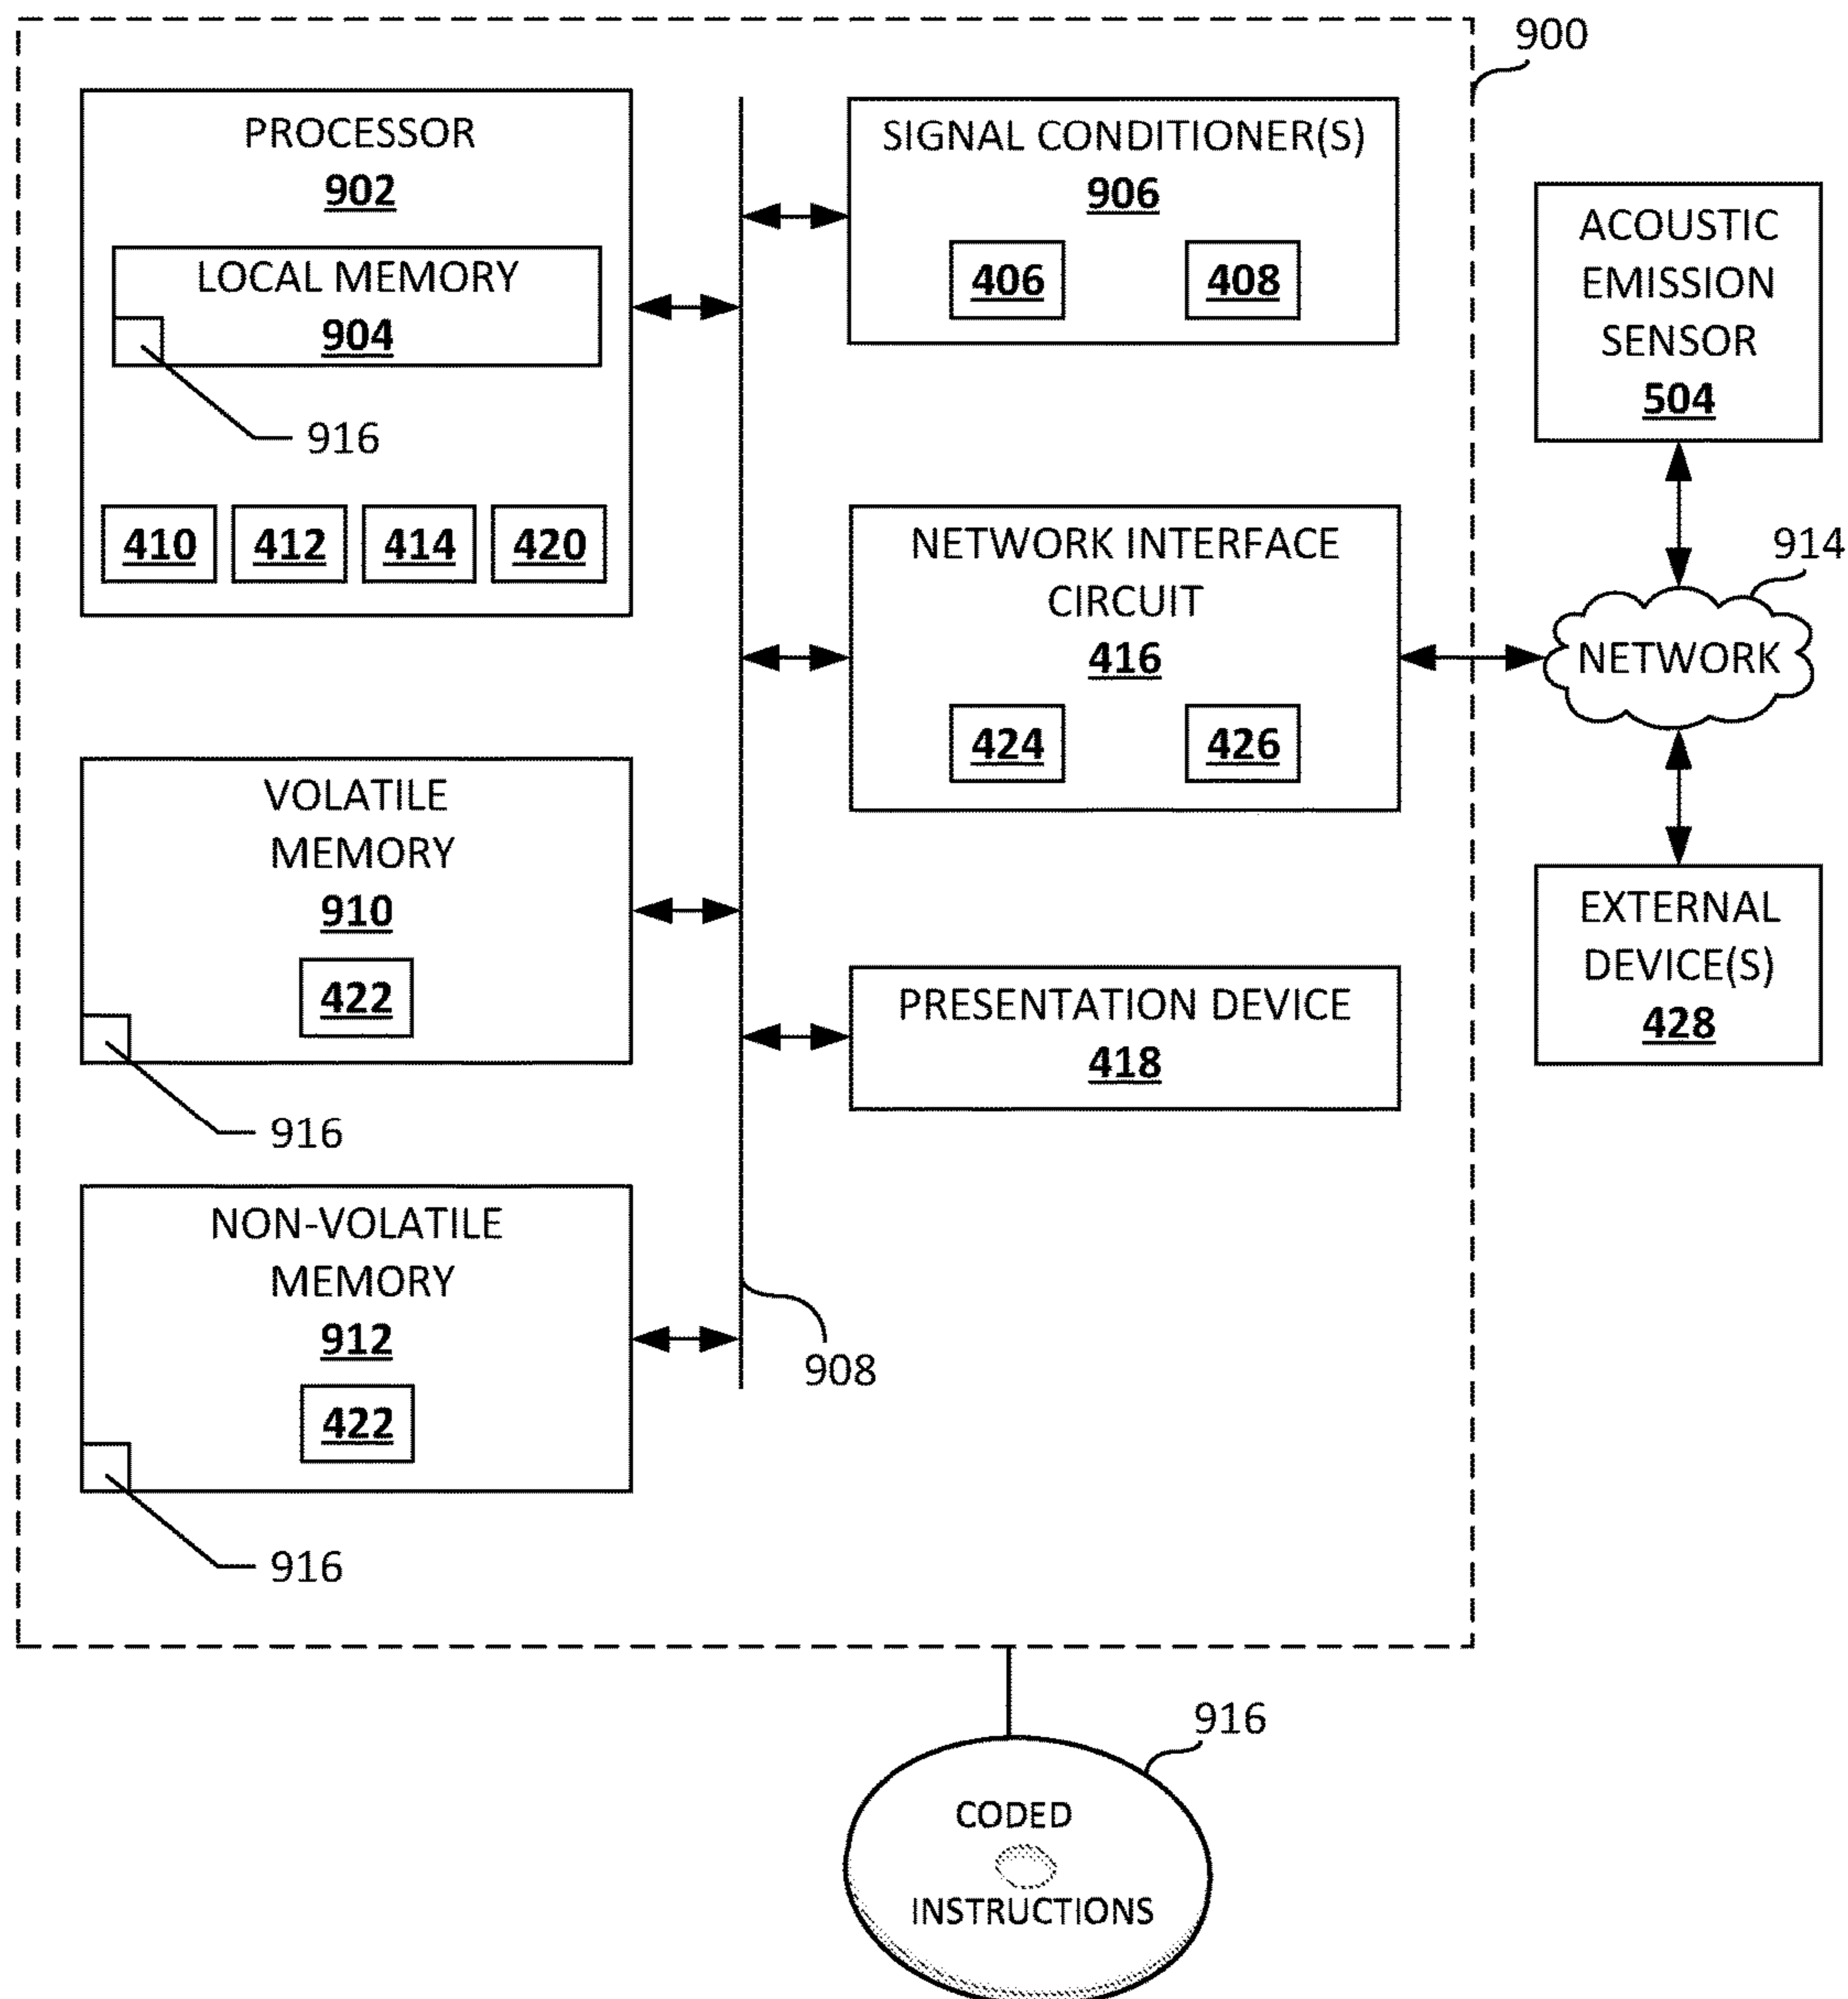 900
PROCESSOR
902
LOCAL MEMORY
904
916
410 412 414 420
SIGNAL CONDITIONER(S)
906
406 408
ACOUSTIC
EMISSION
SENSOR
504
NETWORK INTERFACE
CIRCUIT
416
424 426
914
NETWORK
VOLATILE
MEMORY
910
422
916
PRESENTATION DEVICE
418
EXTERNAL
DEVICE(S)
428
NON-VOLATILE
MEMORY
912
422
916
908
916
CODED
INSTRUCTIONS